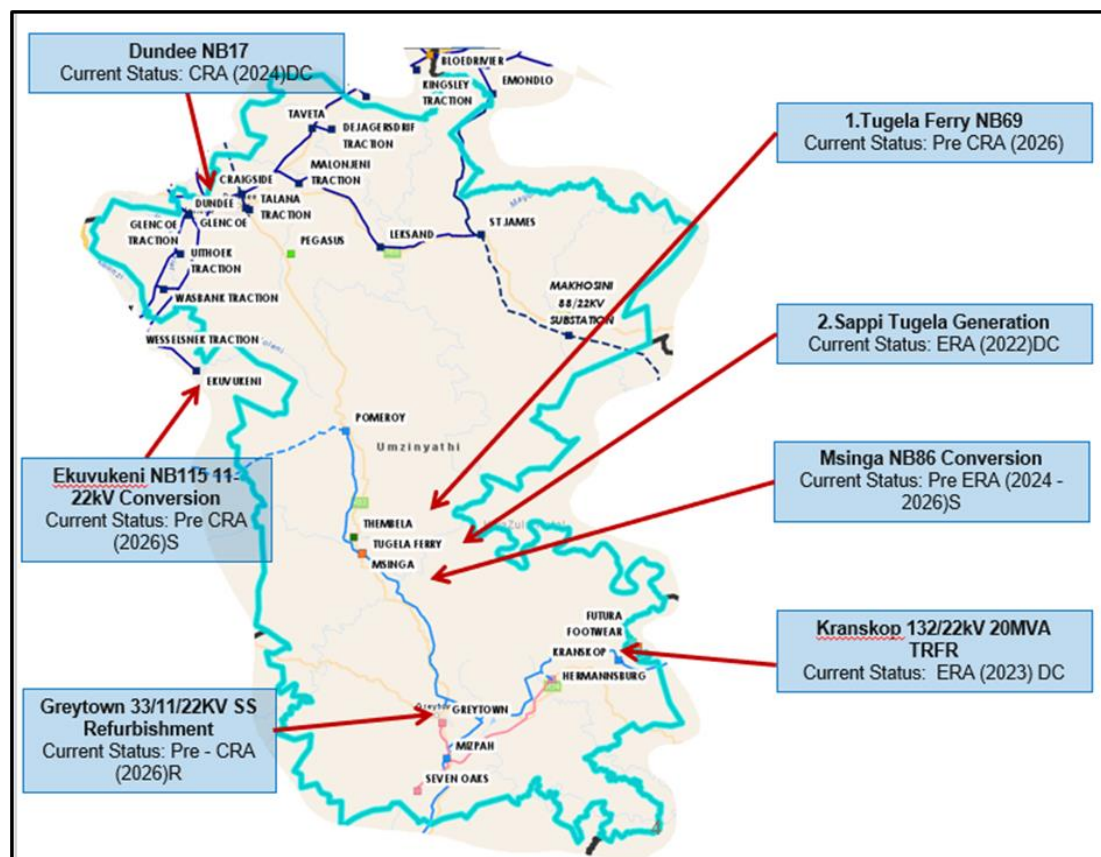 Dundee NB17
Current Status: CRA (2024)DC
1.Tugela Ferry NB69
Current Status: Pre CRA (2026)
2.Sappi Tugela Generation
Current Status: ERA (2022)DC
Msinga NB86 Conversion
Current Status: Pre ERA (2024 -
2026)S
Kranskop 132/22kV 20MVA
TRFR
Current Status: ERA (2023) DC
Ekuvukeni NB115 11-
22kV Conversion
Current Status: Pre CRA
(2026)S
Greytown 33/11/22KV SS
Refurbishment
Current Status: Pre - CRA
(2026)R
BLOEDRIVIER
KINGSLEY
TRACTION
EMONDLO
TAVETA
DEJAGERSDRIF
TRACTION
MALONJENI
TRACTION
CRAIGSIDE
DUNDEE
TALANA
TRACTION
GLENCOE
TRACTION
GLENCOE
UITHOEK
TRACTION
WASBANK TRACTION
PEGASUS
LEKSAND
ST JAMES
MAKHOSINI
88/22KV
SUBSTATION
WESSELSNEK TRACTION
EKUVUKENI
POMEROY
Umzinyathi
THEMBELA
TUGELA FERRY
MSINGA
FUTURA
FOOTWEAR
KRANSKOP
HERMANNSBURG
GREYTOWN
MIZPAH
SEVEN OAKS
4